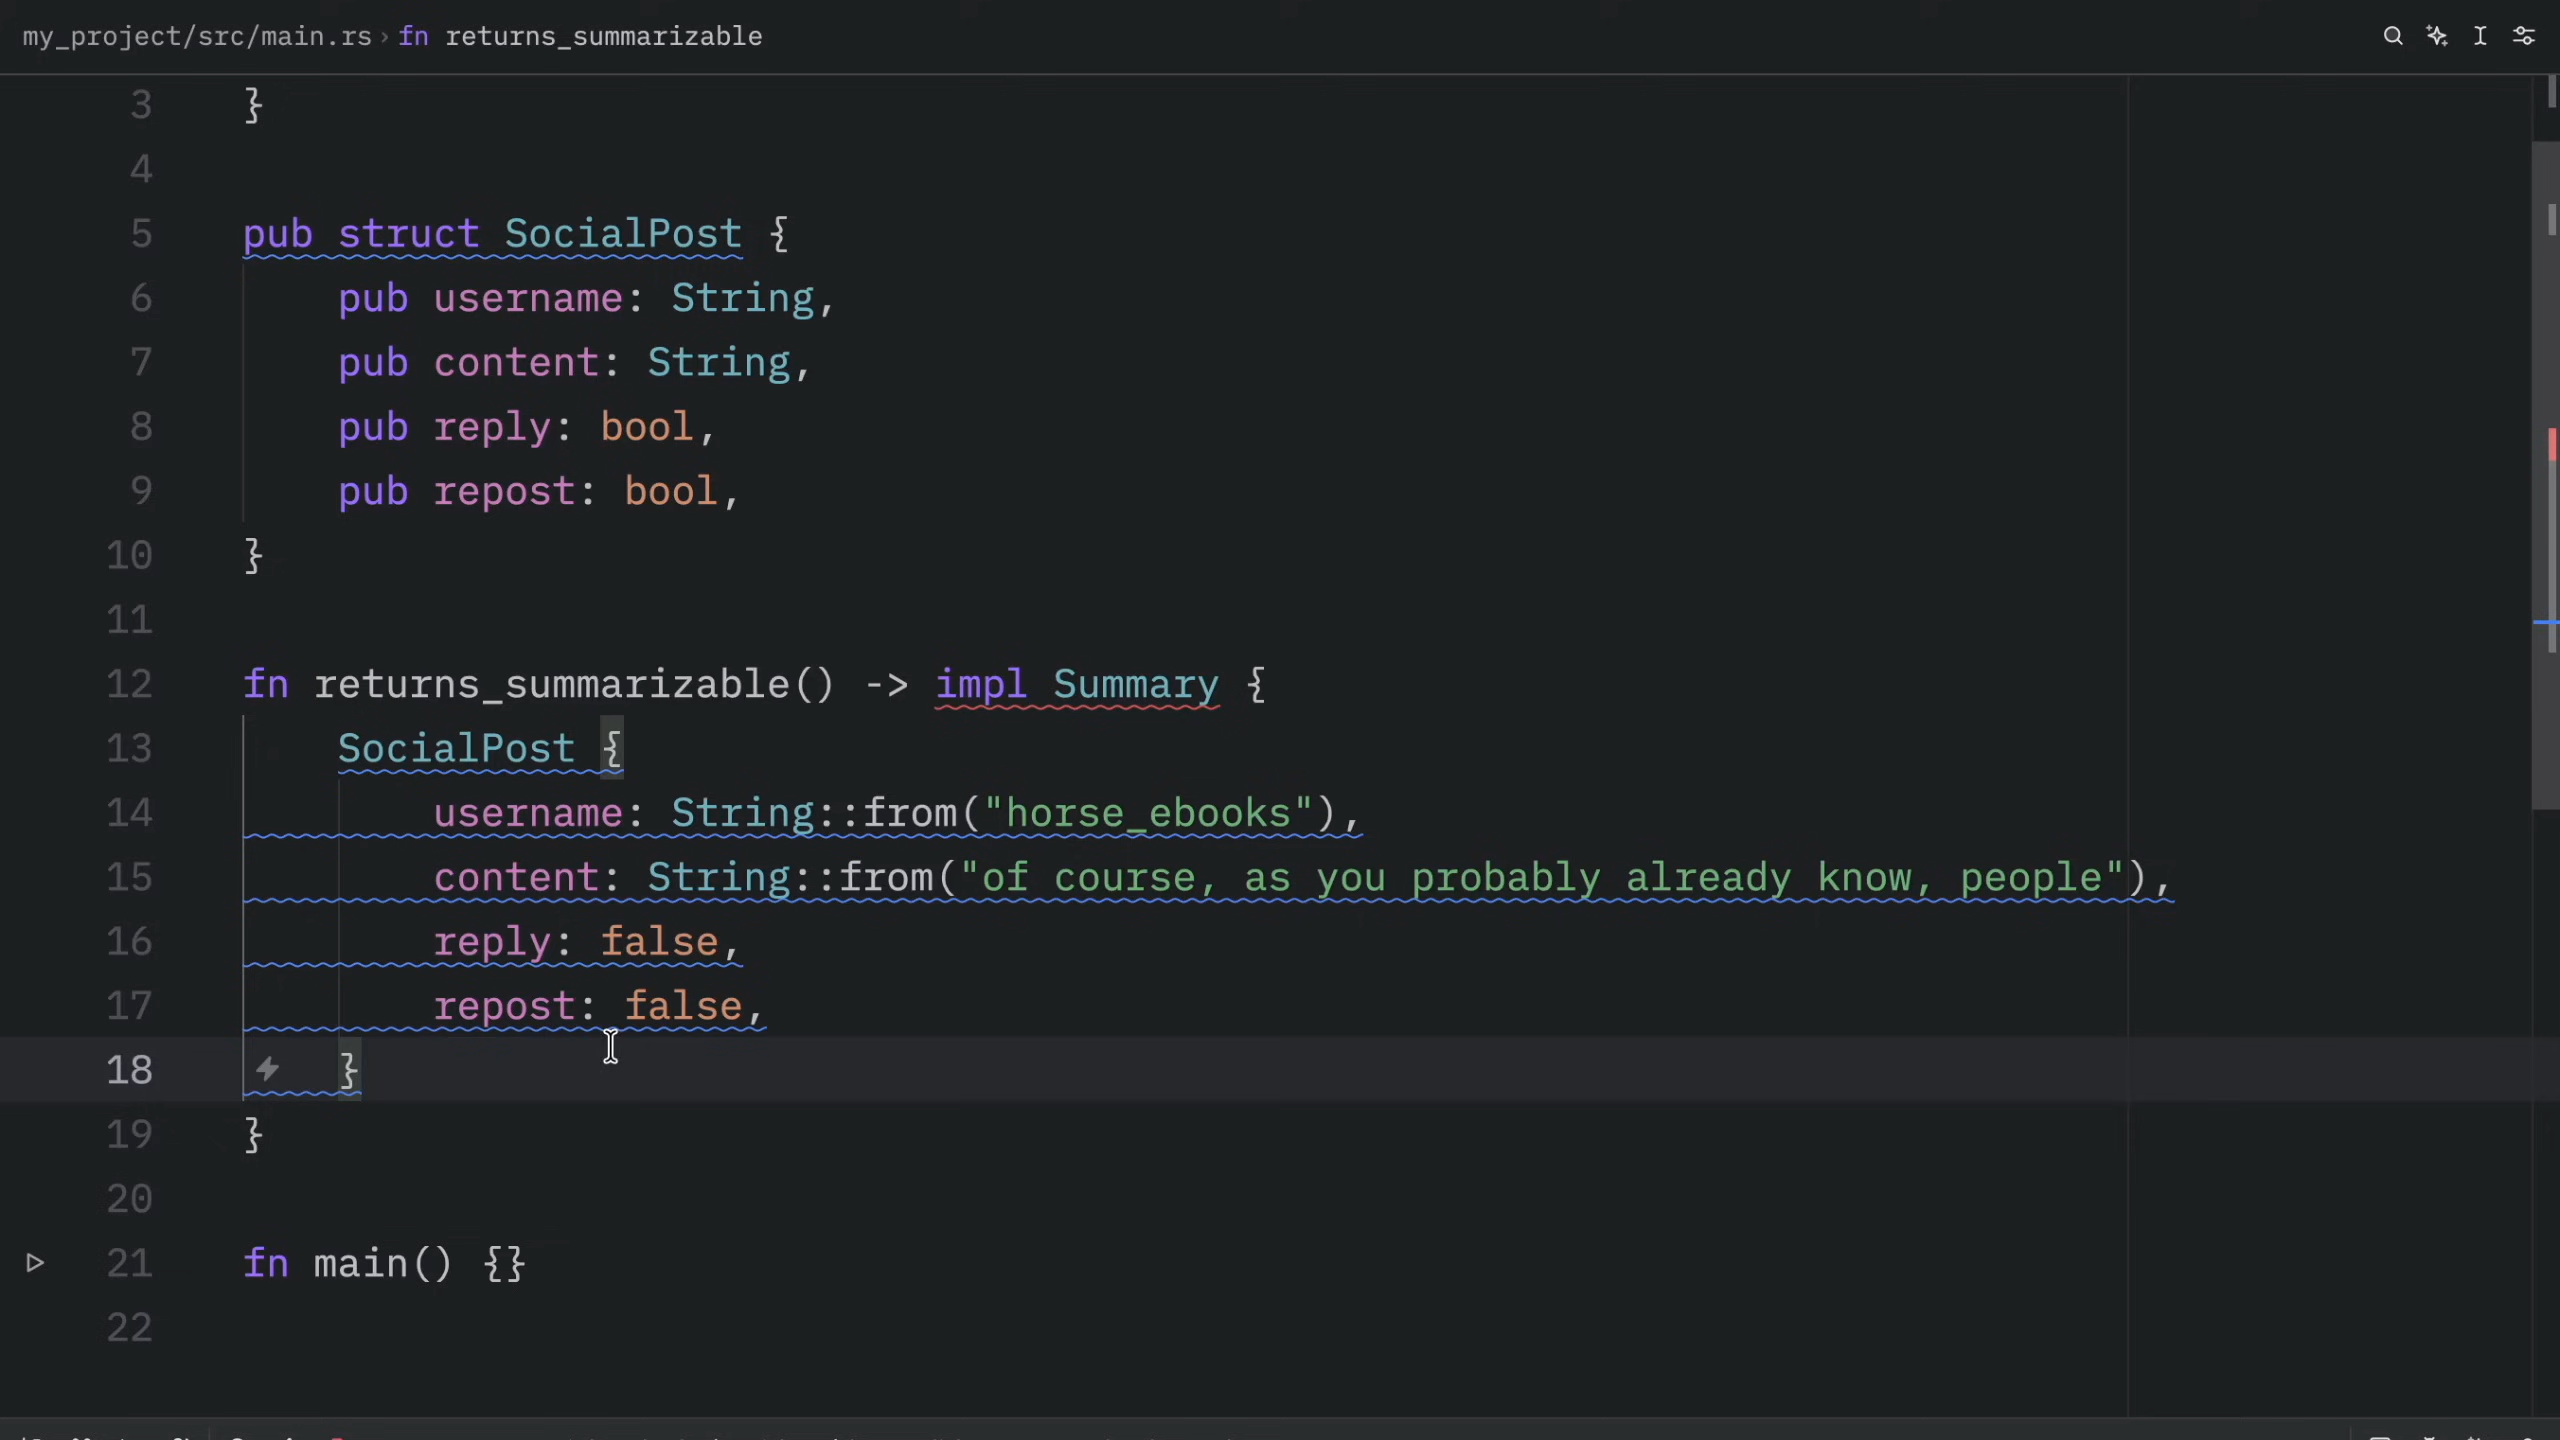 my_project/src/main.rs › fn returns_summarizable
3 }
4
5 pub struct SocialPost {
6 pub username: String,
7 pub content: String,
8 pub reply: bool,
9 pub repost: bool,
10 }
11
12 fn returns_summarizable() -> impl Summary {
13 SocialPost {
14 username: String::from("horse_ebooks"),
15 content: String::from("of course, as you probably already know, people"),
16 reply: false,
17 repost: false,
18 }
19 }
20
21 fn main() {}
22